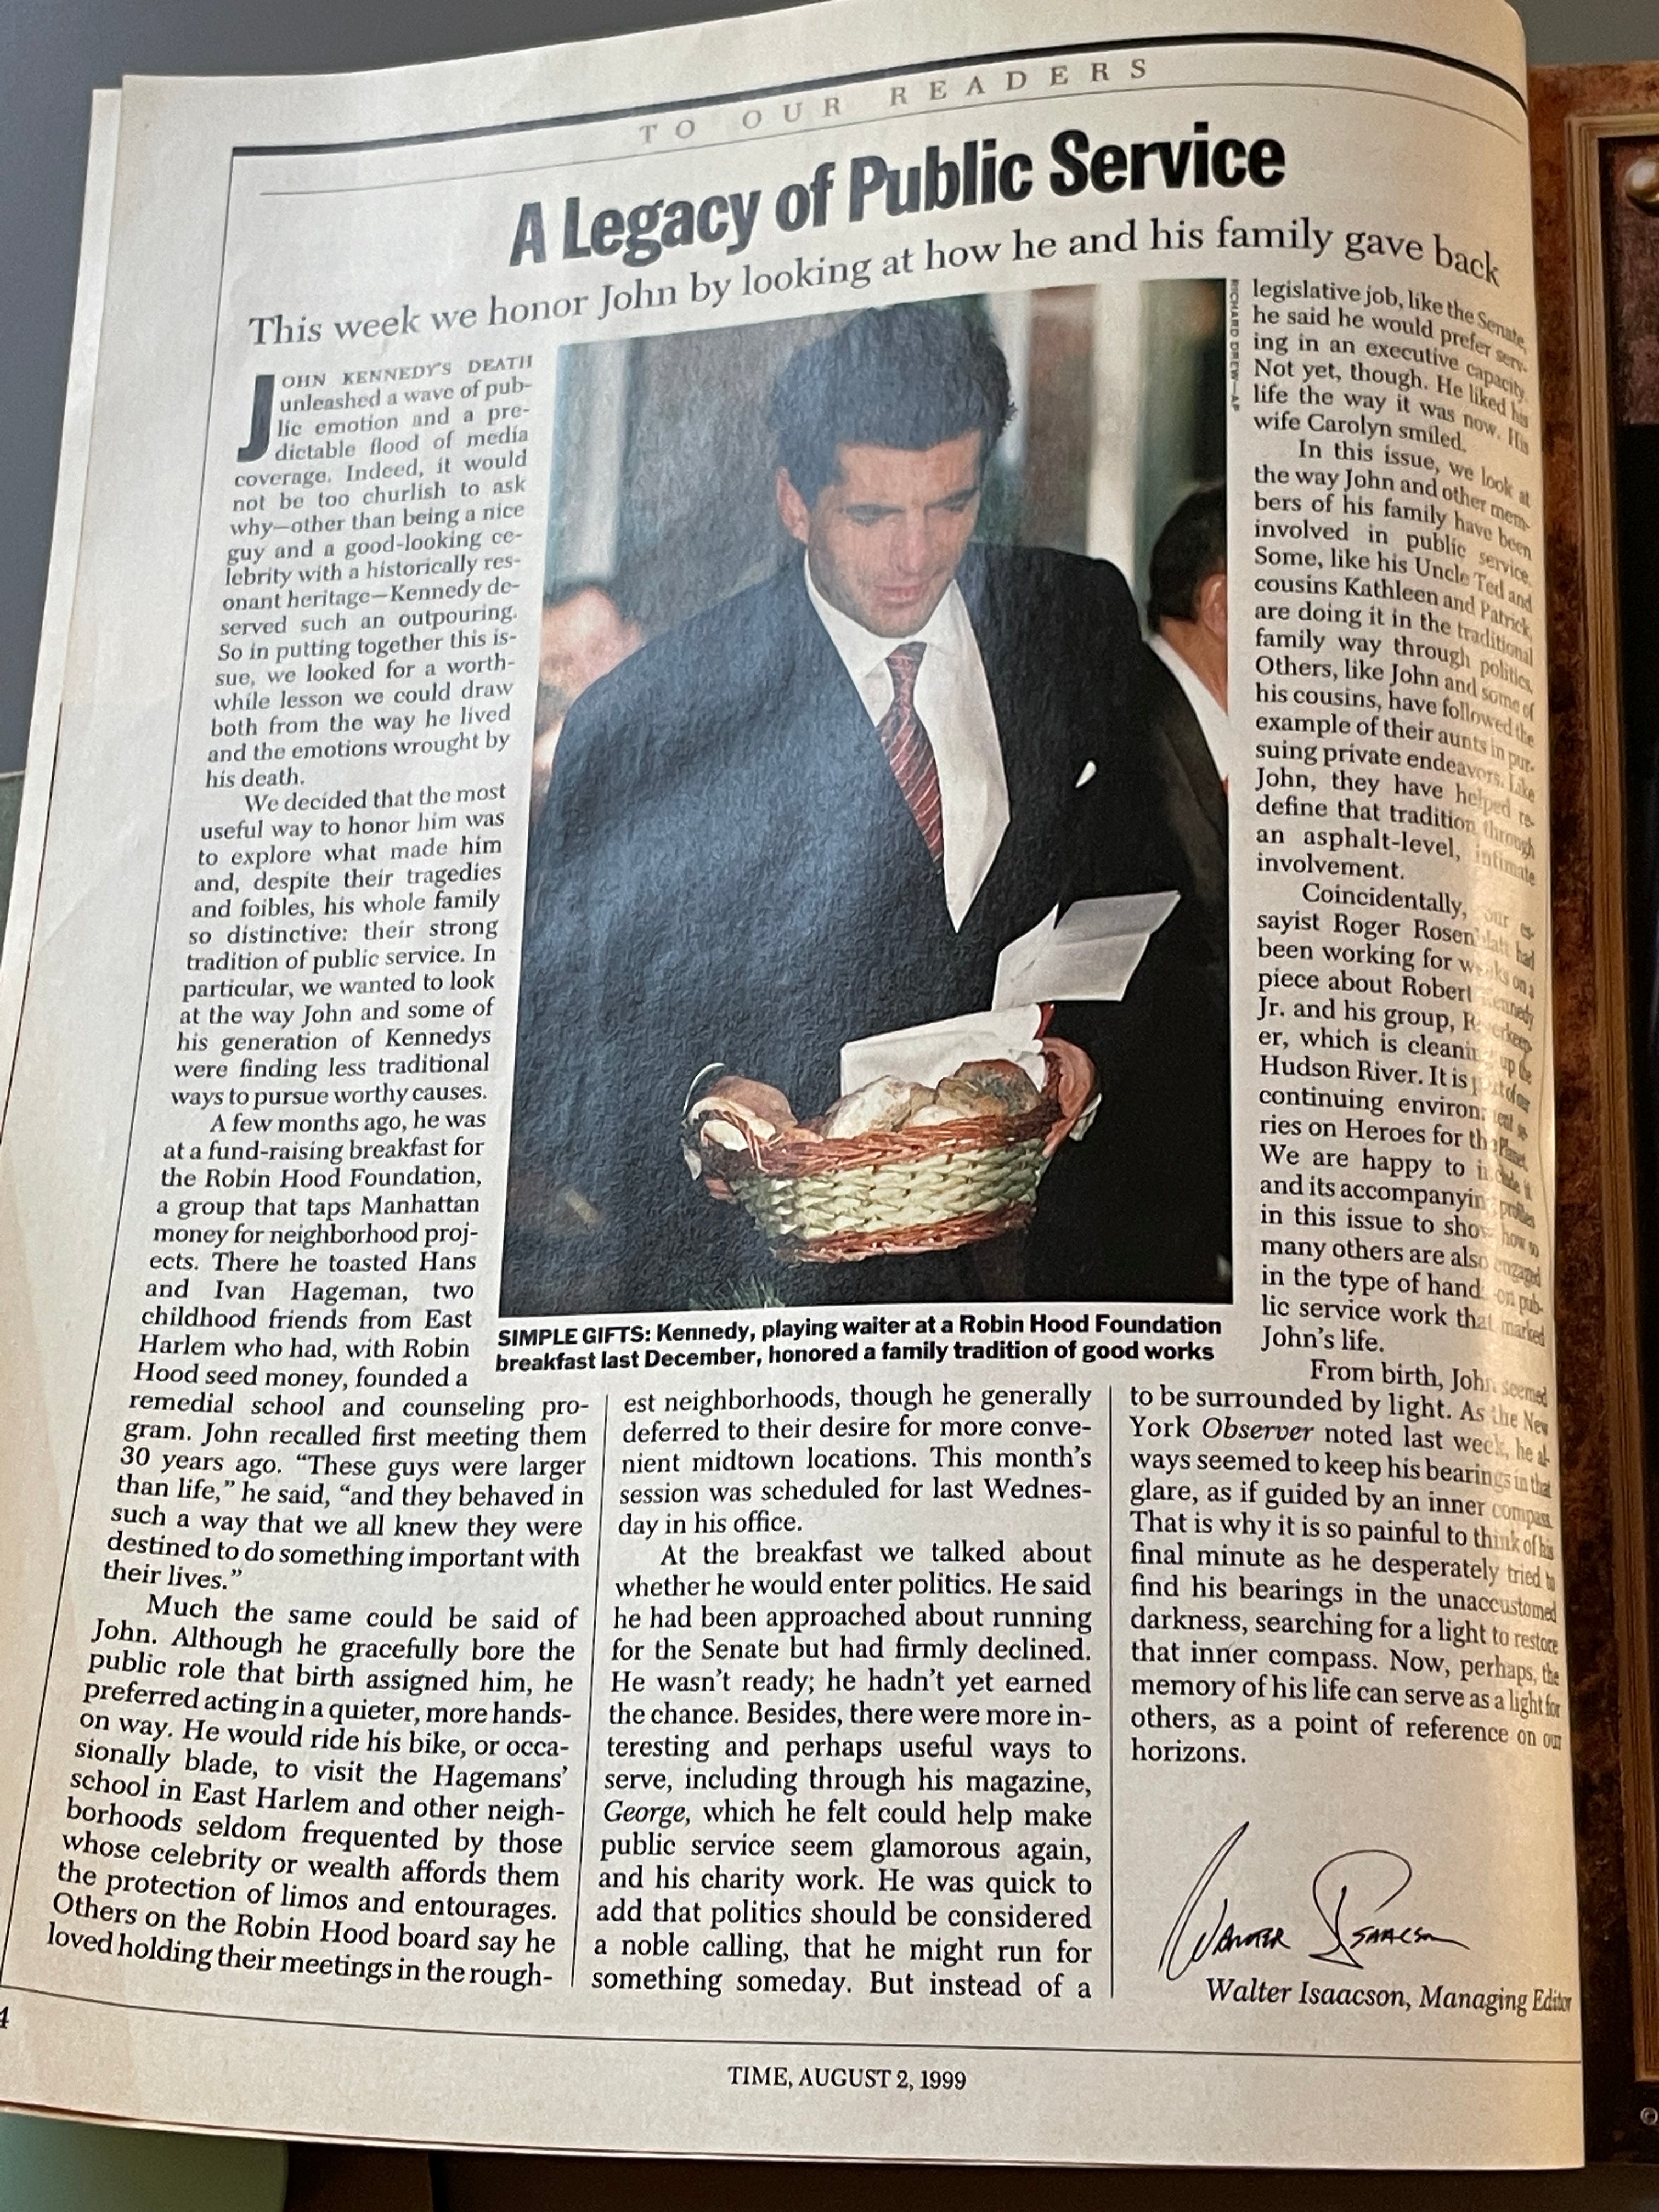 TO OUR READERS
A Legacy of Public Service
This week we honor John by looking at how he and his family gave back
JOHN KENNEDY'S DEATH
unleashed a wave of pub-
lic emotion and a pre-
dictable flood of media
coverage. Indeed, it would
not be too churlish to ask
why—other than being a nice
guy and a good-looking ce-
lebrity with a historically res-
onant heritage—Kennedy de-
served such an outpouring.
So in putting together this is-
sue, we looked for a worth-
while lesson we could draw
both from the way he lived
and the emotions wrought by
his death.
We decided that the most
useful way to honor him was
to explore what made him
and, despite their tragedies
and foibles, his whole family
so distinctive: their strong
tradition of public service. In
particular, we wanted to look
at the way John and some of
his generation of Kennedys
were finding less traditional
ways to pursue worthy causes.
A few months ago, he was
at a fund-raising breakfast for
the Robin Hood Foundation,
a group that taps Manhattan
money for neighborhood proj-
ects. There he toasted Hans
and Ivan Hageman, two
childhood friends from East
Harlem who had, with Robin
Hood seed money, founded a
remedial school and counseling pro-
gram. John recalled first meeting them
30 years ago. “These guys were larger
than life,” he said, “and they behaved in
such a way that we all knew they were
destined to do something important with
their lives.”
Much the same could be said of
John. Although he gracefully bore the
public role that birth assigned him, he
preferred acting in a quieter, more hands-
on way. He would ride his bike, or occa-
sionally blade, to visit the Hagemans’
school in East Harlem and other neigh-
borhoods seldom frequented by those
whose celebrity or wealth affords them
the protection of limos and entourages.
Others on the Robin Hood board say he
loved holding their meetings in the rough-
RICHARD DREW—AP
SIMPLE GIFTS: Kennedy, playing waiter at a Robin Hood Foundation
breakfast last December, honored a family tradition of good works
est neighborhoods, though he generally
deferred to their desire for more conve-
nient midtown locations. This month’s
session was scheduled for last Wednes-
day in his office.
At the breakfast we talked about
whether he would enter politics. He said
he had been approached about running
for the Senate but had firmly declined.
He wasn’t ready; he hadn’t yet earned
the chance. Besides, there were more in-
teresting and perhaps useful ways to
serve, including through his magazine,
George, which he felt could help make
public service seem glamorous again,
and his charity work. He was quick to
add that politics should be considered
a noble calling, that he might run for
something someday. But instead of a
legislative job, like the Senate,
he said he would prefer serv-
ing in an executive capacity.
Not yet, though. He liked his
life the way it was now. His
wife Carolyn smiled.
In this issue, we look at
the way John and other mem-
bers of his family have been
involved in public service.
Some, like his Uncle Ted and
cousins Kathleen and Patrick,
are doing it in the traditional
family way through politics.
Others, like John and some of
his cousins, have followed the
example of their aunts in pur-
suing private endeavors. Like
John, they have helped re-
define that tradition through
an asphalt-level, intimate
involvement.
Coincidentally, our es-
sayist Roger Rosenblatt had
been working for weeks on a
piece about Robert Kennedy
Jr. and his group, Riverkeep-
er, which is cleaning up the
Hudson River. It is part of our
continuing environmental se-
ries on Heroes for the Planet.
We are happy to include it
and its accompanying profiles
in this issue to show how so
many others are also engaged
in the type of hands-on pub-
lic service work that marked
John’s life.
From birth, John seemed
to be surrounded by light. As the New
York Observer noted last week, he al-
ways seemed to keep his bearings in that
glare, as if guided by an inner compass.
That is why it is so painful to think of his
final minute as he desperately tried to
find his bearings in the unaccustomed
darkness, searching for a light to restore
that inner compass. Now, perhaps, the
memory of his life can serve as a light for
others, as a point of reference on our
horizons.
Walter Isaacson
Walter Isaacson, Managing Editor
4
TIME, AUGUST 2, 1999